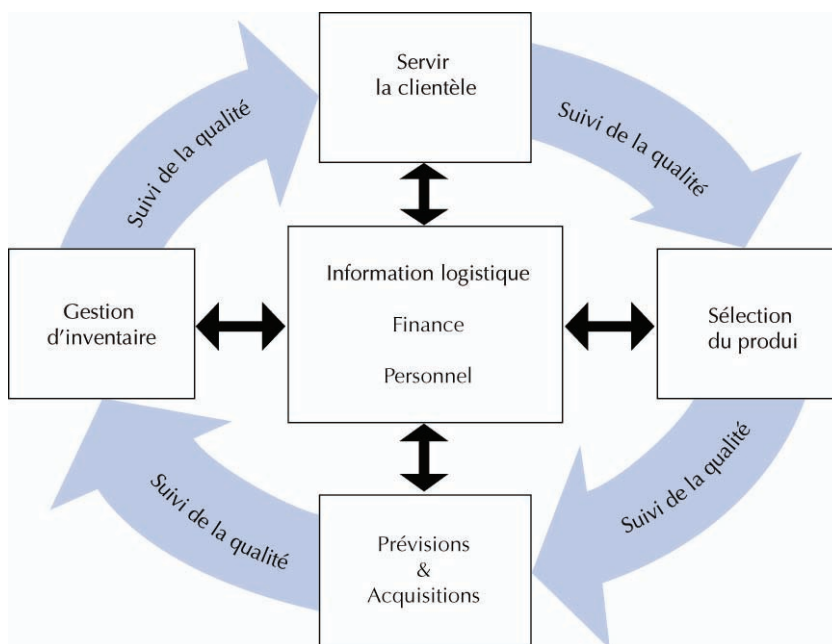 Servir
la clientèle
Suivi de la qualité
Suivi de la qualité
Information logistique
Finance
Personnel
Gestion
d'inventaire
Sélection
du produi
Suivi de la qualité
Suivi de la qualité
Prévisions
&
Acquisitions